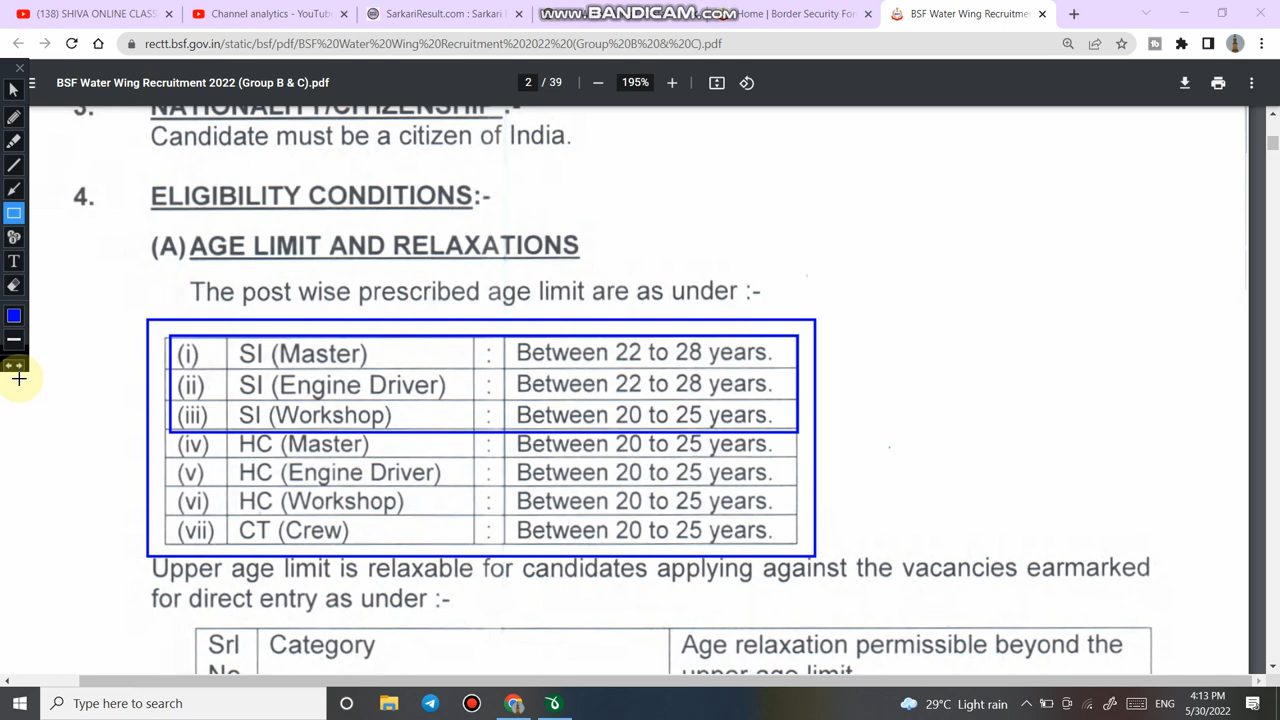 www.BANDICAM.com
(138) SHIVA ONLINE CLASS
Channel analytics - YouTube
SarkariResult.com : Sarkari
Home | Border Security For
BSF Water Wing Recruitment
rectt.bsf.gov.in/static/bsf/pdf/BSF%20Water%20Wing%20Recruitment%202022%20(Group%20B%20&%20C).pdf
BSF Water Wing Recruitment 2022 (Group B & C).pdf
2 / 39
195%
3. NATIONALITY/CITIZENSHIP :-
Candidate must be a citizen of India.
4. ELIGIBILITY CONDITIONS:-
(A) AGE LIMIT AND RELAXATIONS
The post wise prescribed age limit are as under :-
(i) SI (Master) : Between 22 to 28 years.
(ii) SI (Engine Driver) : Between 22 to 28 years.
(iii) SI (Workshop) : Between 20 to 25 years.
(iv) HC (Master) : Between 20 to 25 years.
(v) HC (Engine Driver) : Between 20 to 25 years.
(vi) HC (Workshop) : Between 20 to 25 years.
(vii) CT (Crew) : Between 20 to 25 years.
Upper age limit is relaxable for candidates applying against the vacancies earmarked
for direct entry as under :-
Srl Category Age relaxation permissible beyond the
No upper age limit
Type here to search
29°C Light rain
ENG
4:13 PM
5/30/2022